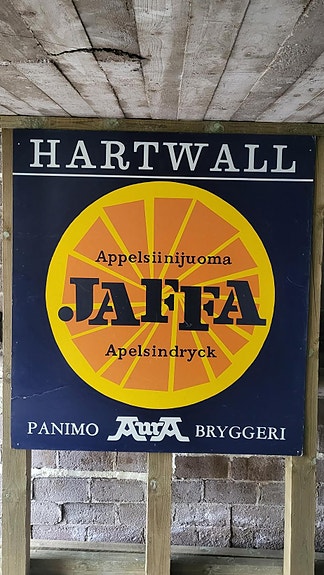 HARTWALL
Appelsiinijuoma
JAFFA
Apelsindryck
PANIMO AurA BRYGGERI